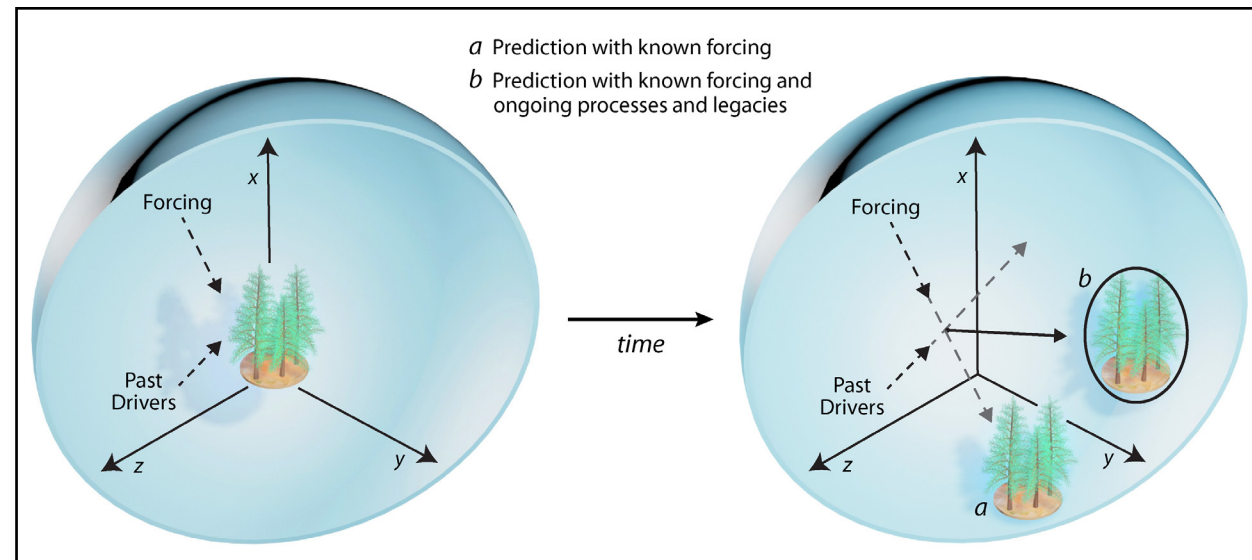 a Prediction with known forcing
b Prediction with known forcing and
ongoing processes and legacies
x
Forcing
Past
Drivers
z
y
time
x
Forcing
b
Past
Drivers
z
y
a